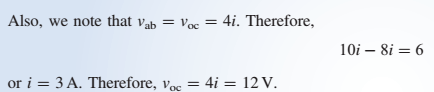 Also, we note that vab = voc = 4i. Therefore,
10i – 8i = 6
or i = 3 A. Therefore, voc = 4i = 12 V.